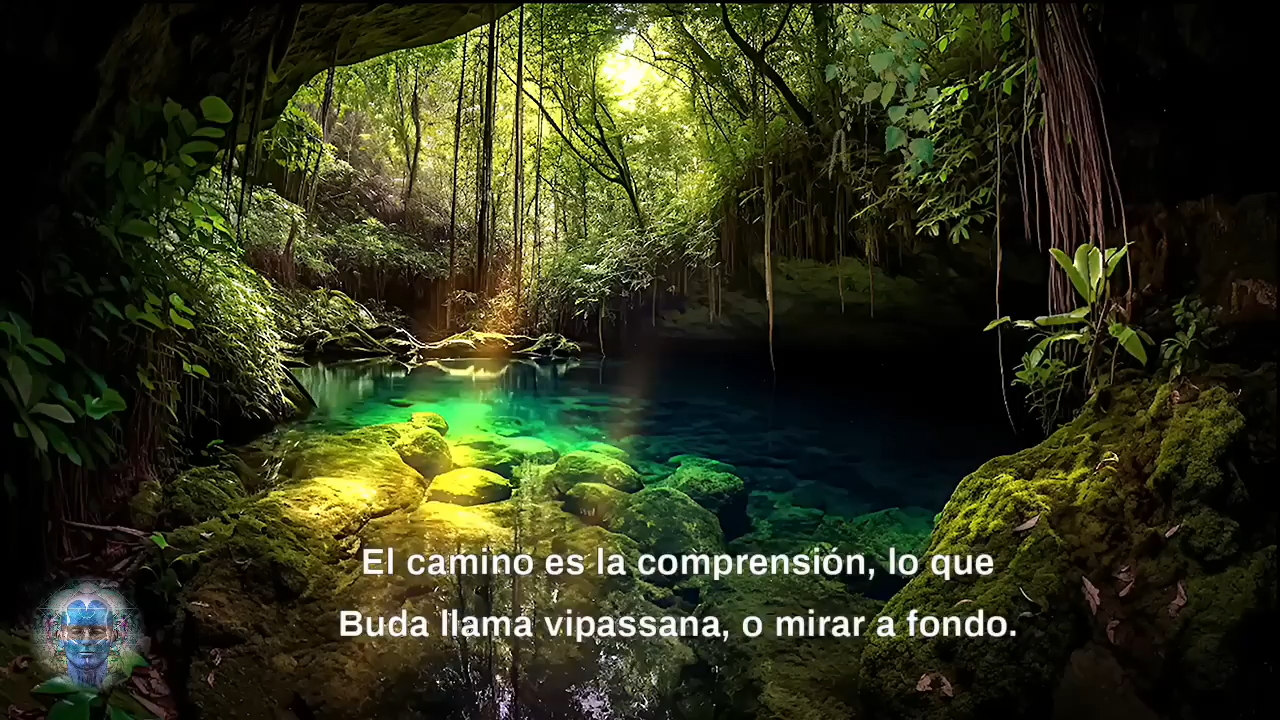 El camino es la comprensión, lo que
Buda llama vipassana, o mirar a fondo.